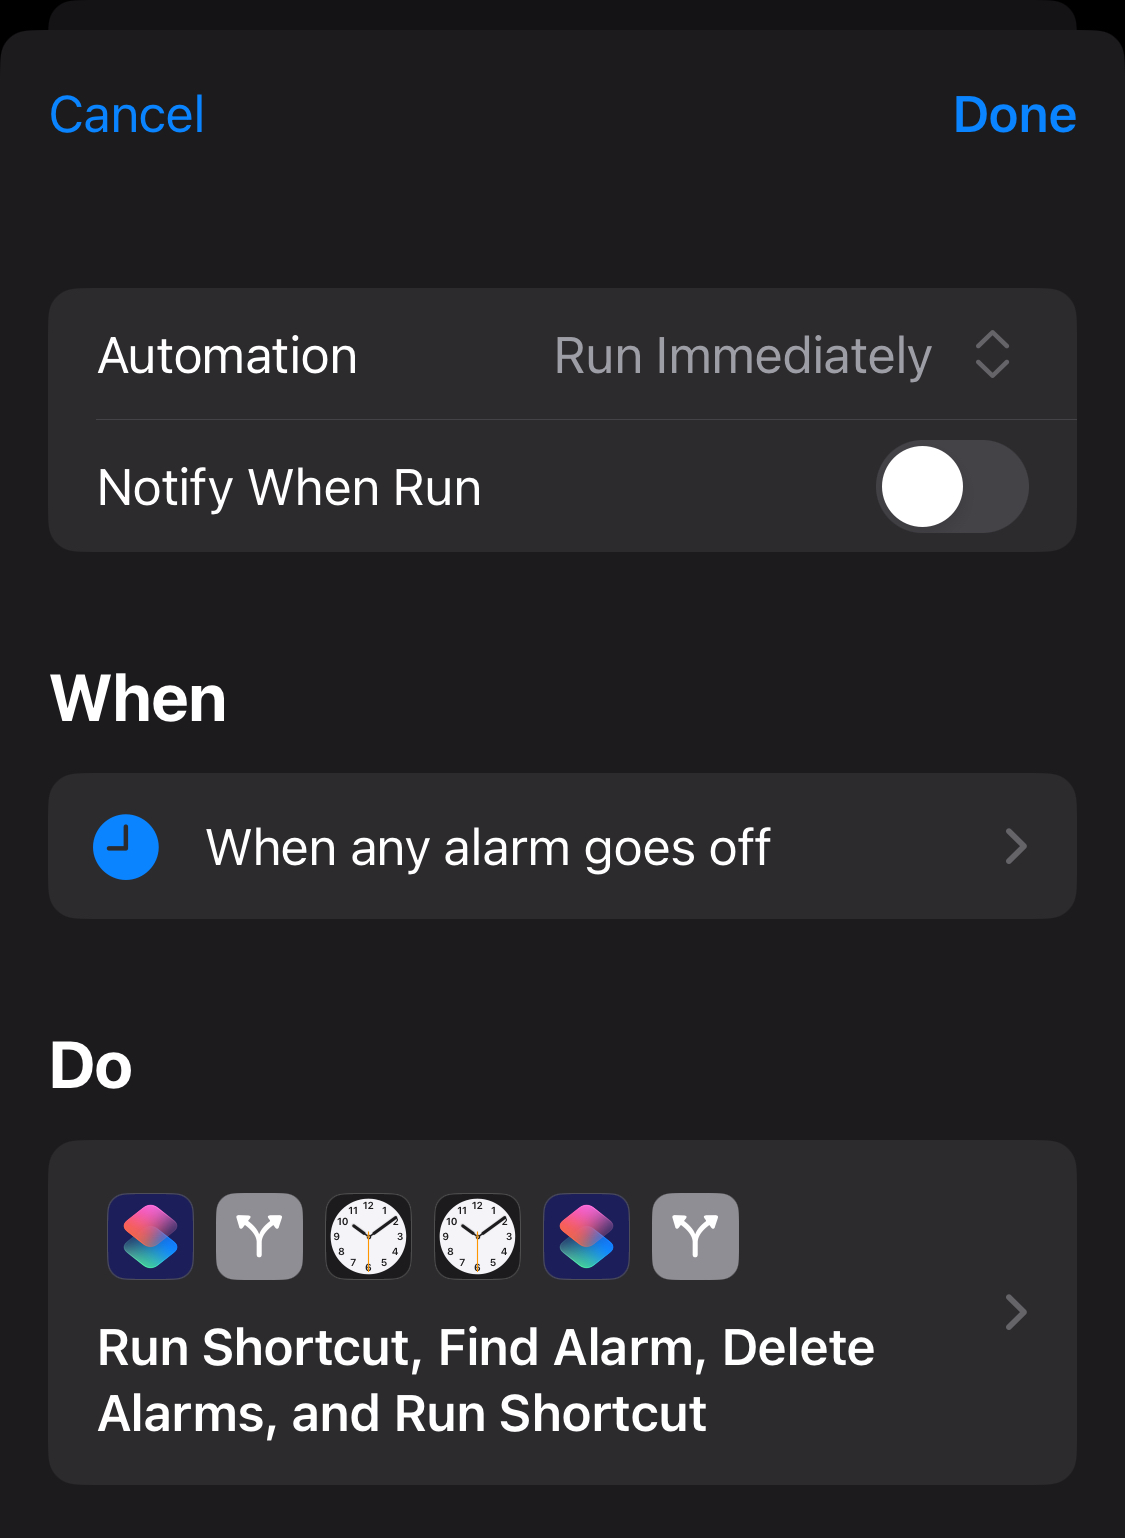 Cancel
Done
Automation
Run Immediately
Notify When Run
When
When any alarm goes off
Do
Run Shortcut, Find Alarm, Delete
Alarms, and Run Shortcut